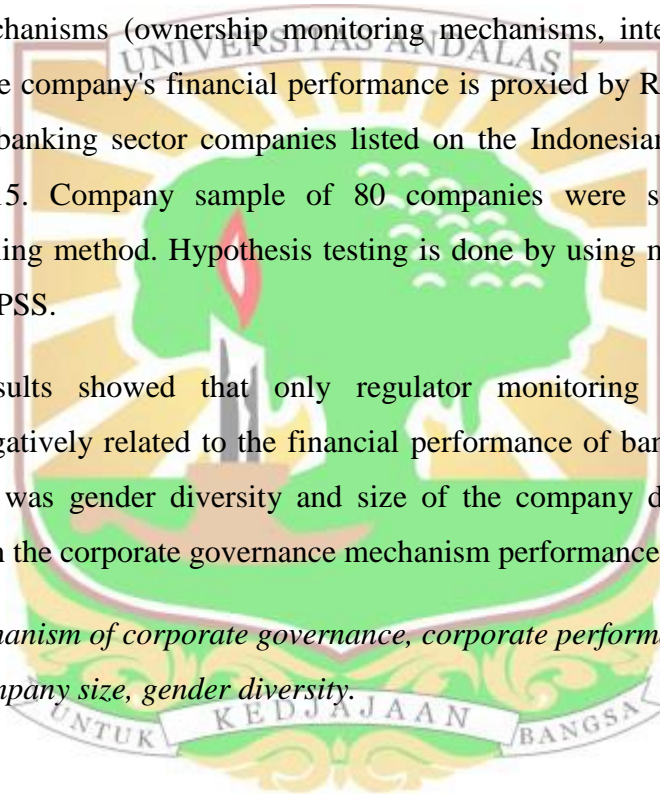 chanisms (ownership monitoring mechanisms, inte
UNIVERSITAS ANDALAS
e company's financial performance is proxied by R
banking sector companies listed on the Indonesian
15. Company sample of 80 companies were s
ling method. Hypothesis testing is done by using m
PSS.
sults showed that only regulator monitoring
gatively related to the financial performance of ban
was gender diversity and size of the company d
n the corporate governance mechanism performance
hanism of corporate governance, corporate perform
mpany size, gender diversity.
UNTUK KEDJAJAAN BANGSA